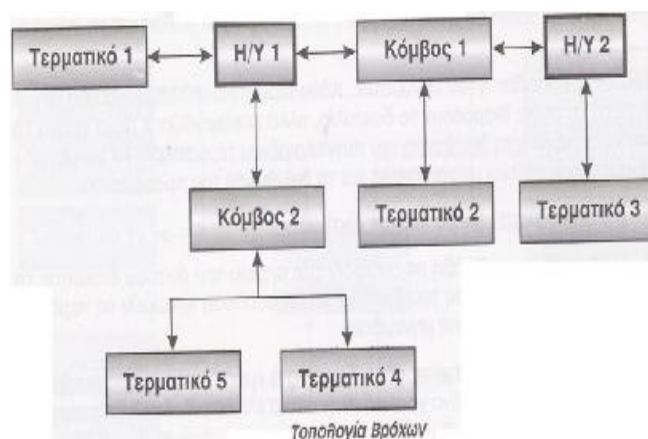 Τερματικό 1
Η/Υ 1
Κόμβος 1
Η/Υ 2
Κόμβος 2
Τερματικό 2
Τερματικό 3
Τερματικό 5
Τερματικό 4
Τοπολογία Βρόχων